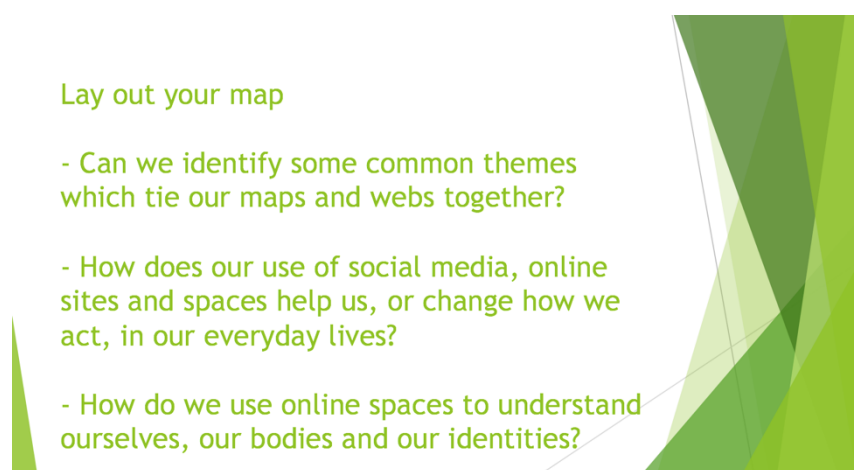 Lay out your map
- Can we identify some common themes
which tie our maps and webs together?
- How does our use of social media, online
sites and spaces help us, or change how we
act, in our everyday lives?
- How do we use online spaces to understand
ourselves, our bodies and our identities?